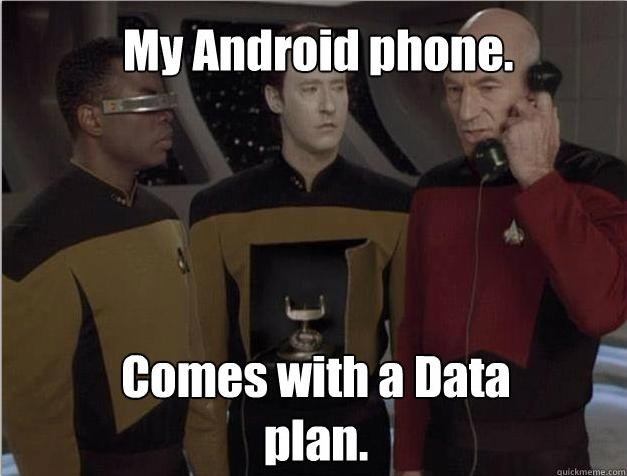 My Android phone.
Comes with a Data
plan.
quickmeme.com